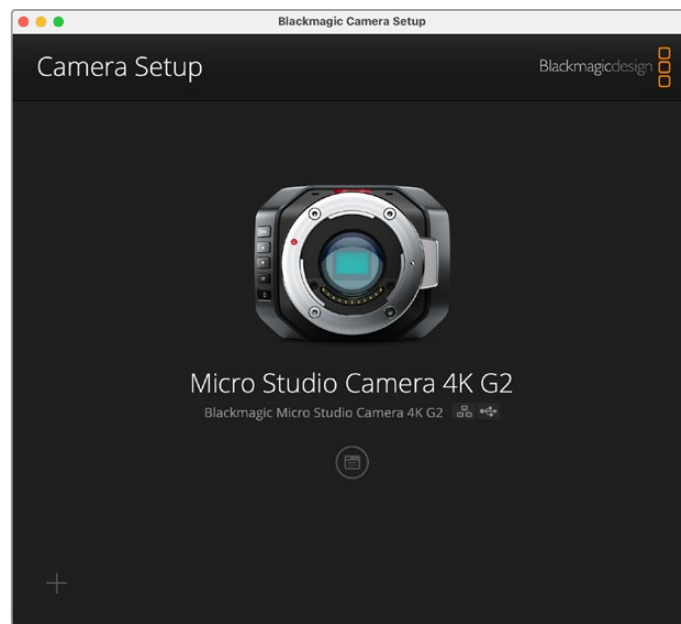 Blackmagic Camera Setup
Camera Setup
Blackmagicdesign
Micro Studio Camera 4K G2
Blackmagic Micro Studio Camera 4K G2